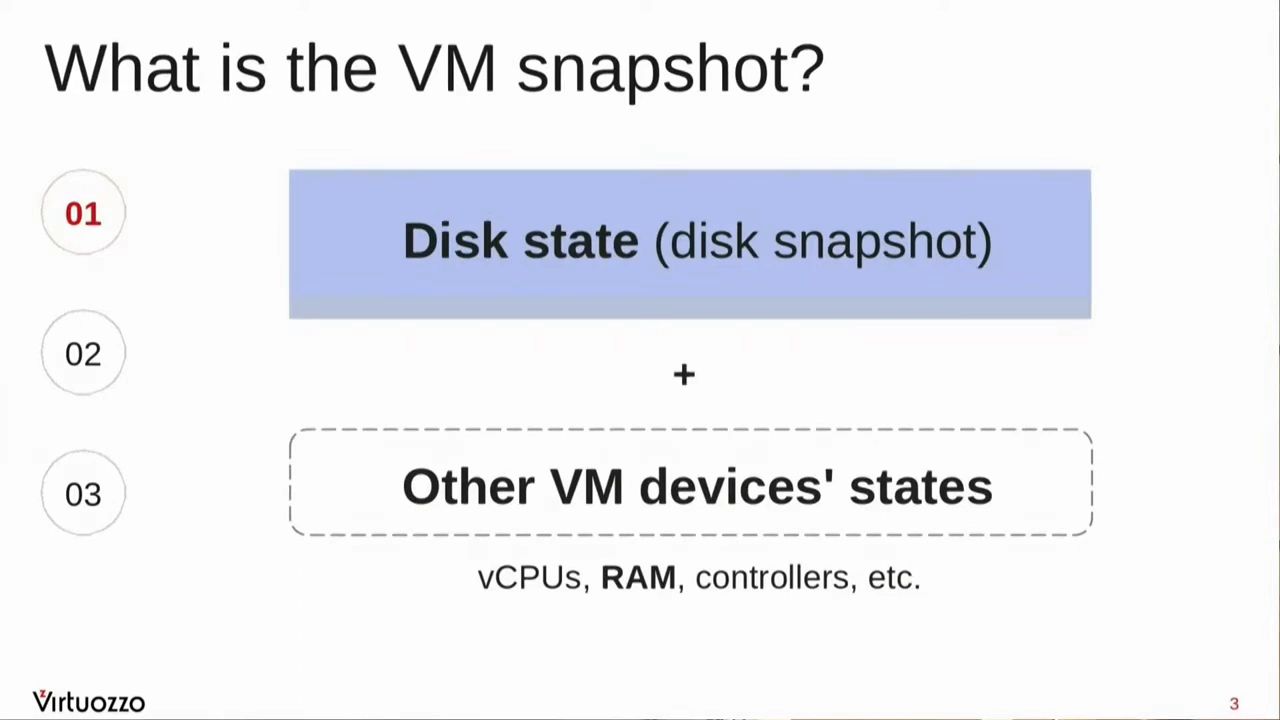 What is the VM snapshot?
01
Disk state (disk snapshot)
02
+
03
Other VM devices' states
vCPUs, RAM, controllers, etc.
Virtuozzo
3